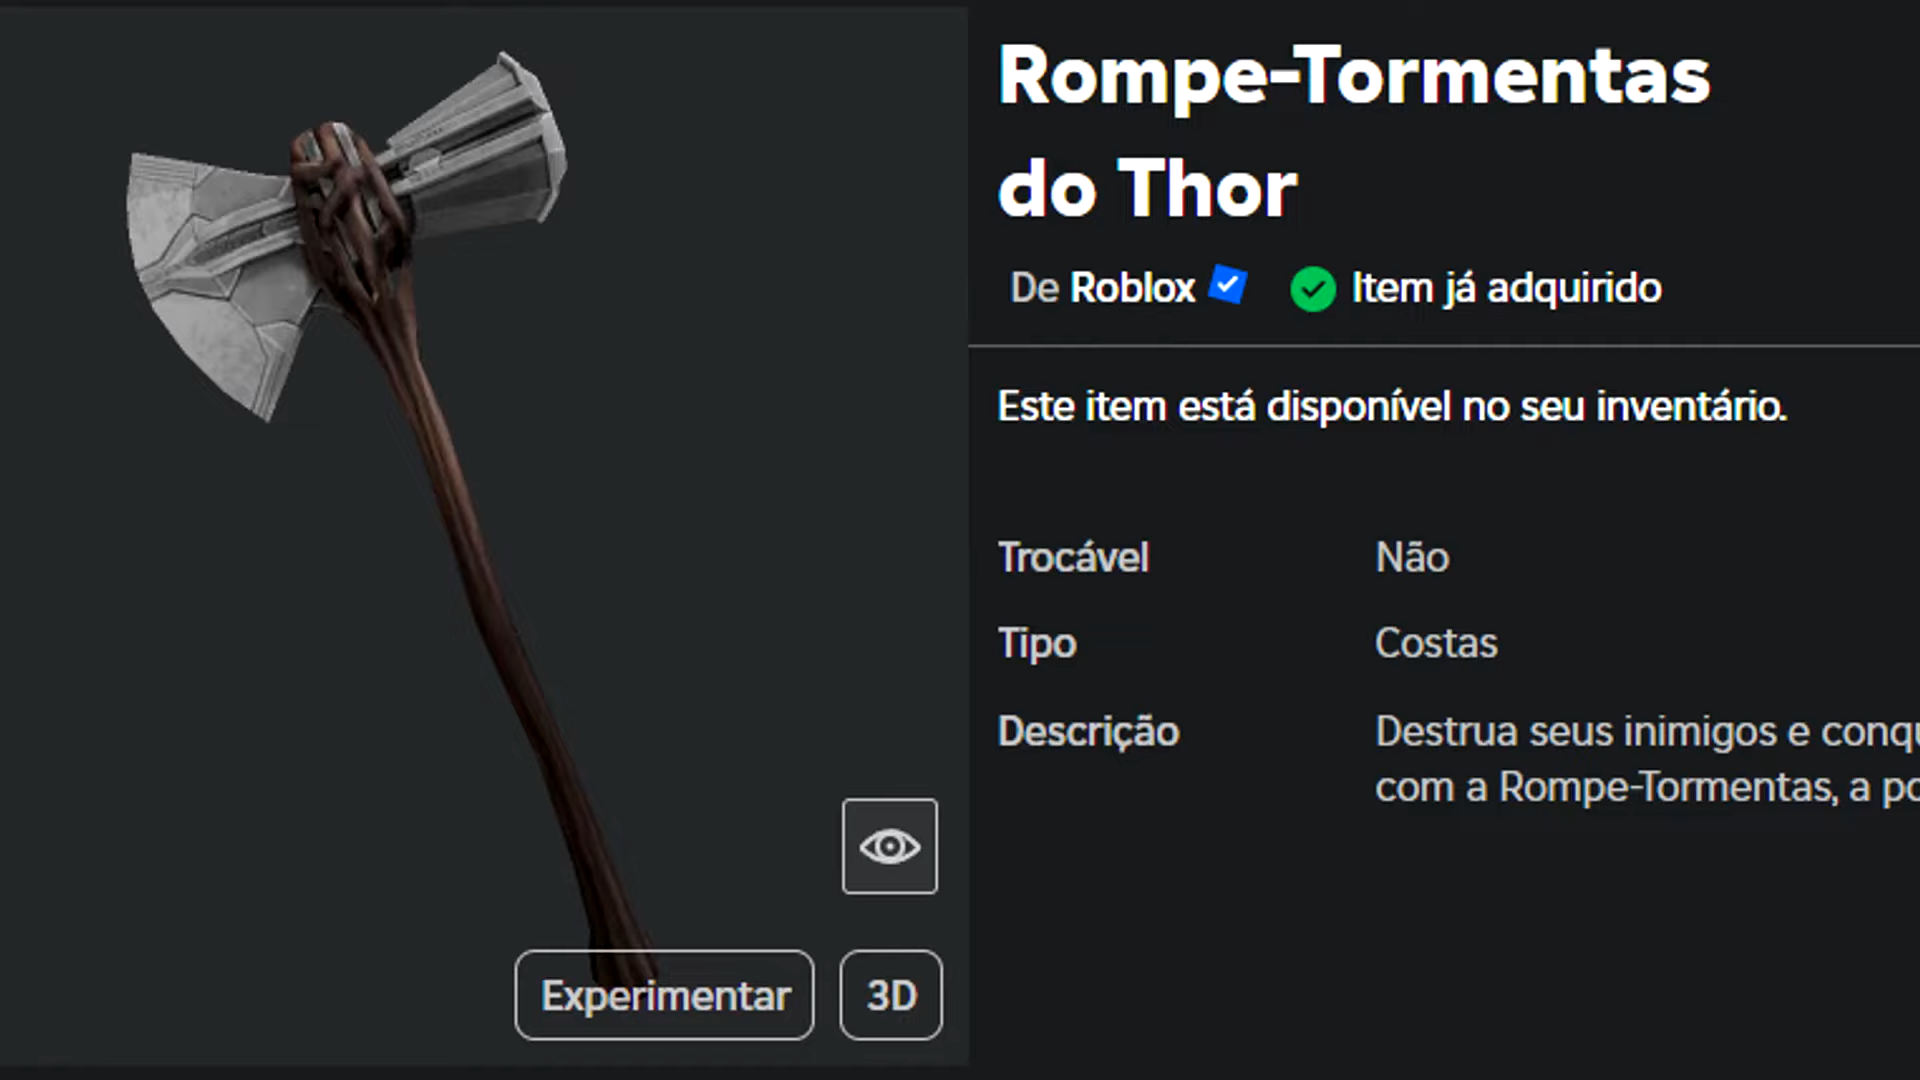 Rompe-Tormentas
do Thor
De Roblox Item já adquirido
Este item está disponível no seu inventário.
Trocável Não
Tipo Costas
Descrição Destrua seus inimigos e
com a Rompe-Tormentas, a
Experimentar 3D